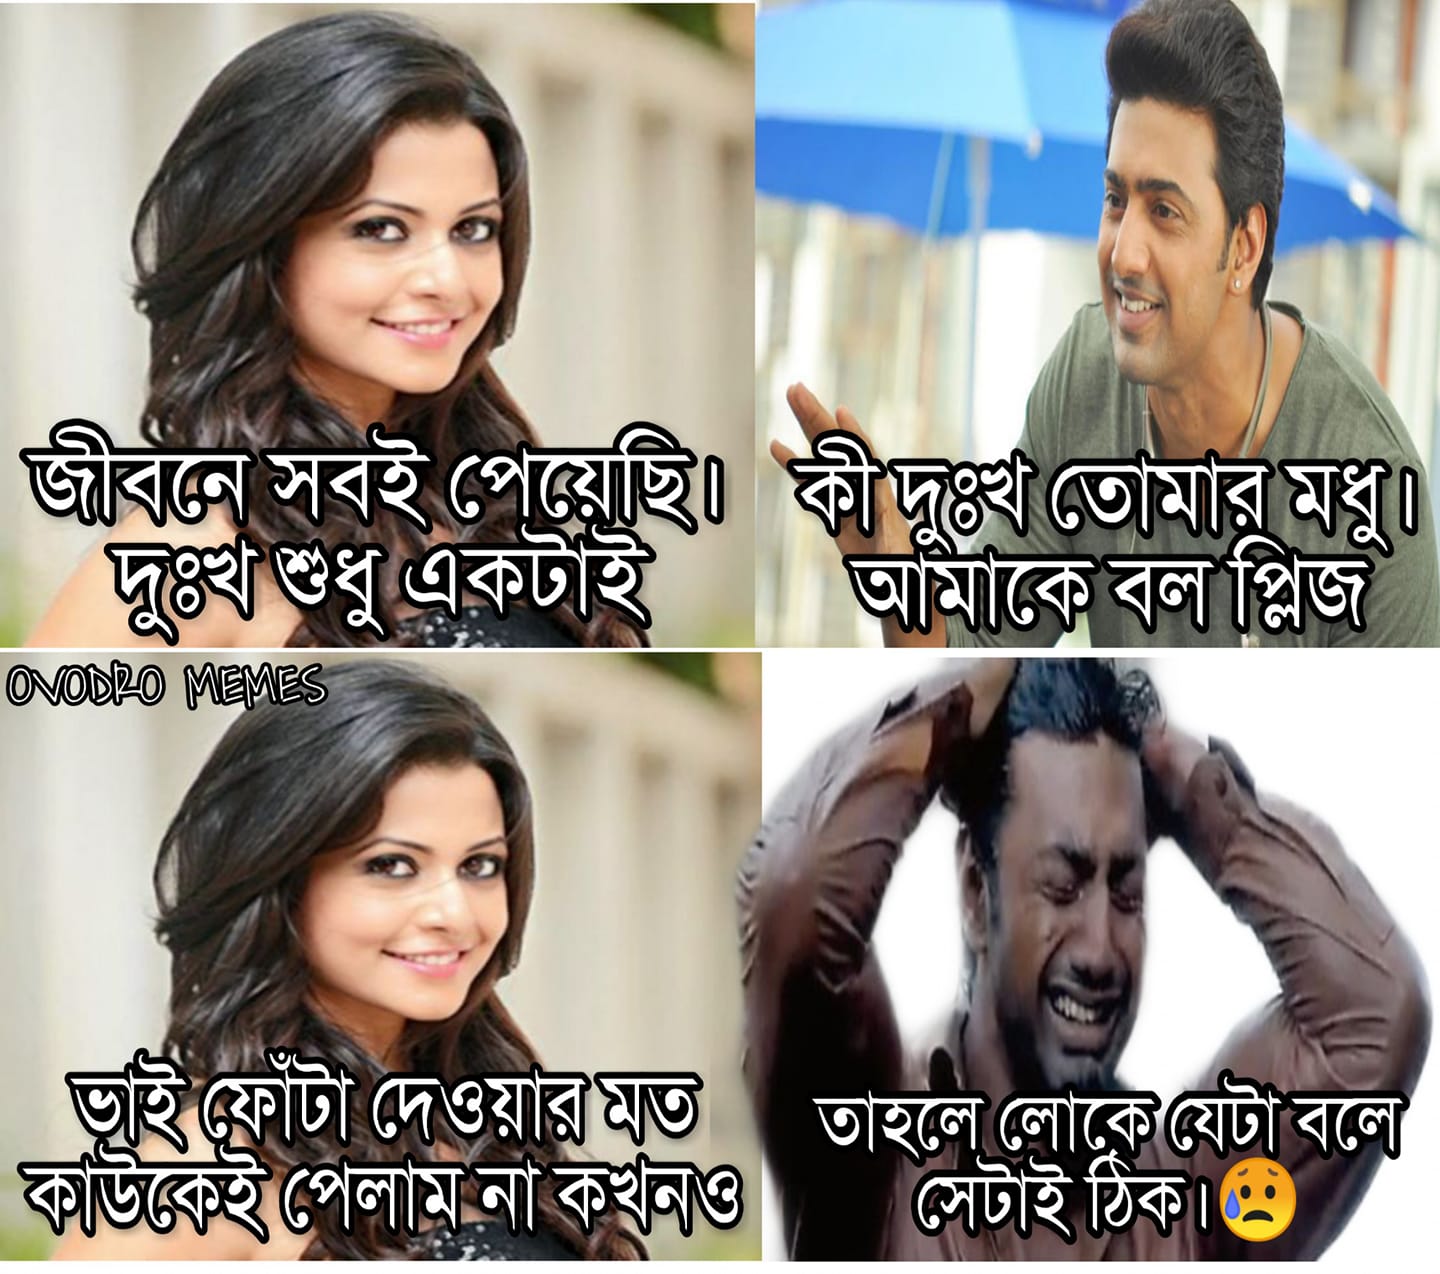 জীবনে সবই পেয়েছি।
দুঃখ শুধু একটাই
কী দুঃখ তোমার মধু।
আমাকে বল প্লিজ
OVODRO MEMES
ভাই ফোঁটা দেওয়ার মত
কাউকেই পেলাম না কখনও
তাহলে লোকে যেটা বলে
সেটাই ঠিক।😥